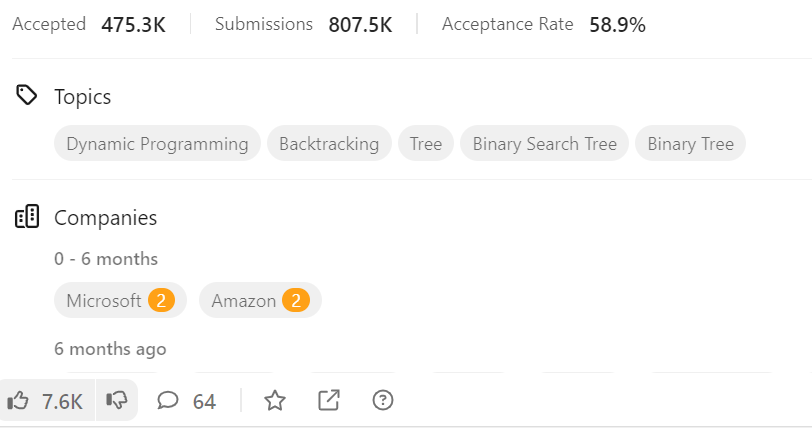 Accepted 475.3K Submissions 807.5K Acceptance Rate 58.9%
Topics
Dynamic Programming Backtracking Tree Binary Search Tree Binary Tree
Companies
0 - 6 months
Microsoft 2 Amazon 2
6 months ago
7.6K 64